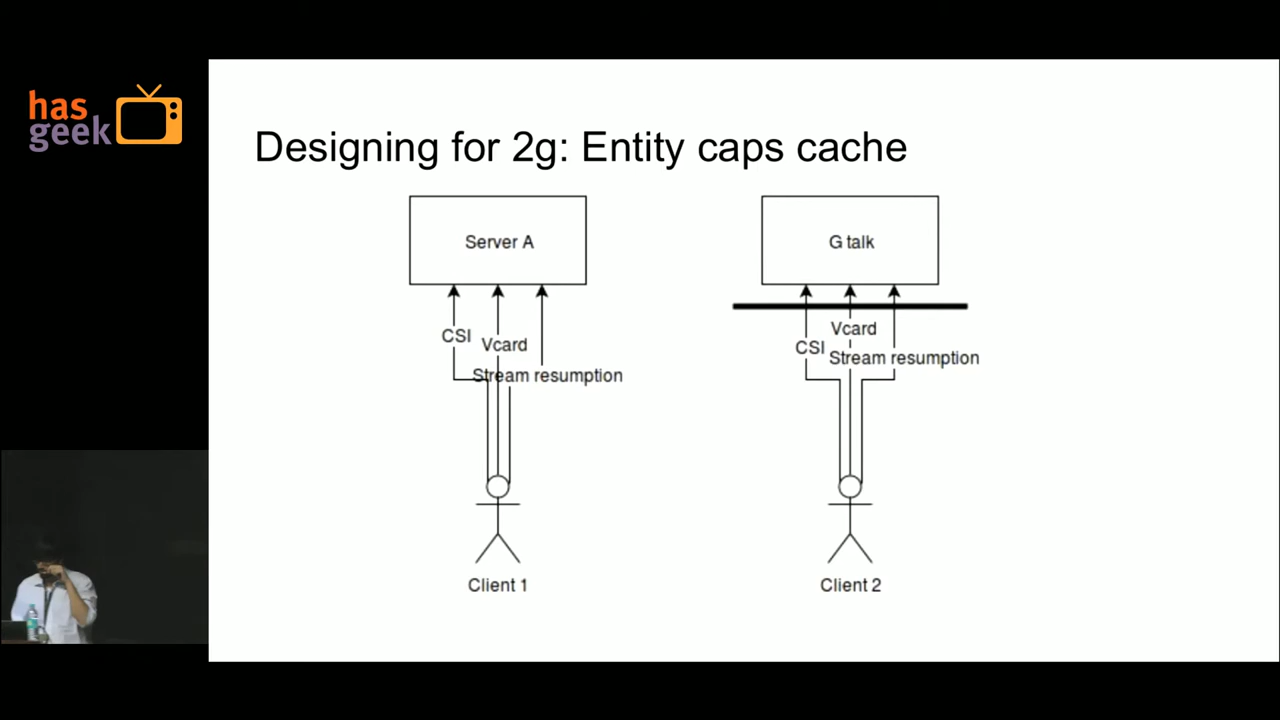 has
geek
Designing for 2g: Entity caps cache
Server A
G talk
CSI
Vcard
Stream resumption
Vcard
CSI
Stream resumption
Client 1
Client 2